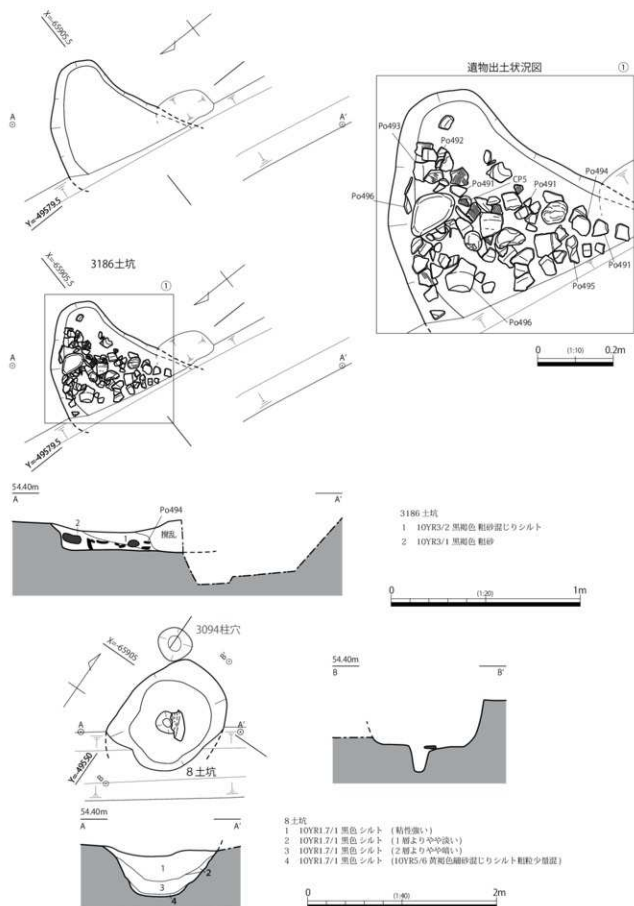 X=-65905.5
A
A'
Y=-49579.5
遺物出土状況図
①
Po493
Po492
Po491
CP5
Po491
Po494
Po496
Po491
Po495
Po496
0
(1:10)
0.2m
X=-65905.5
3186土坑
①
A
A'
Y=-49579.5
54.40m
A
A'
Po494
2
1
撹乱
3186土坑
1 10YR3/2 黒褐色 粗砂混じりシルト
2 10YR3/1 黒褐色 粗砂
0
(1:20)
1m
3094柱穴
X=-65905
B
A
A'
Y=-49550
B'
8土坑
54.40m
B
B'
54.40m
A
A'
1
2
3
4
8土坑
1 10YR1.7/1 黒色 シルト (粘性強い)
2 10YR1.7/1 黒色 シルト (1層よりやや淡い)
3 10YR1.7/1 黒色 シルト (2層よりやや暗い)
4 10YR1.7/1 黒色 シルト (10YR5/6 黄褐色細砂混じりシルト粗粒少量混)
0
(1:40)
2m